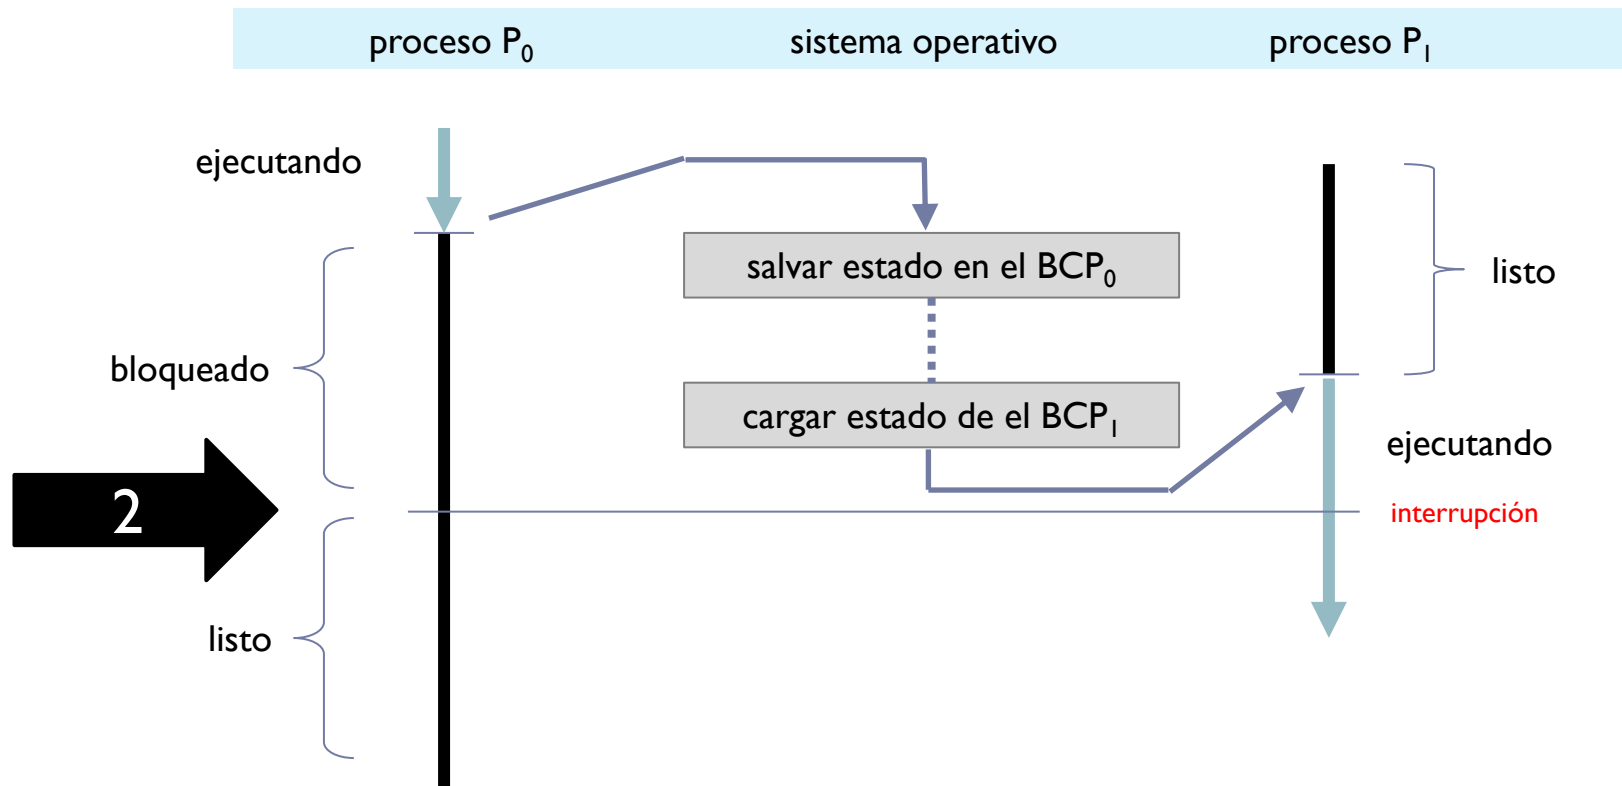 proceso P₀ sistema operativo proceso P₁
ejecutando
salvar estado en el BCP₀
listo
bloqueado
cargar estado de el BCP₁
ejecutando
2
interrupción
listo